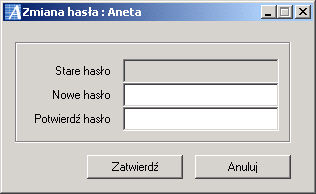 Zmiana hasła : Aneta
Stare hasło
Nowe hasło
Potwierdź hasło
Zatwierdź Anuluj